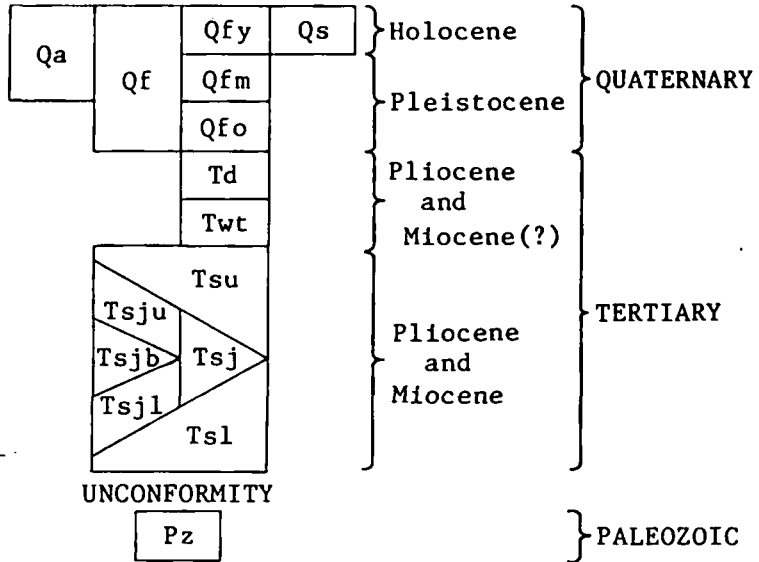 Qa
Qf
Qfy
Qs
Holocene
Qfm
Pleistocene
QUATERNARY
Qfo
Td
Pliocene
and
Miocene(?)
Twt
Tsu
Tsju
Tsjb
Tsj
Tsjl
Tsl
Pliocene
and
Miocene
TERTIARY
UNCONFORMITY
Pz
PALEOZOIC